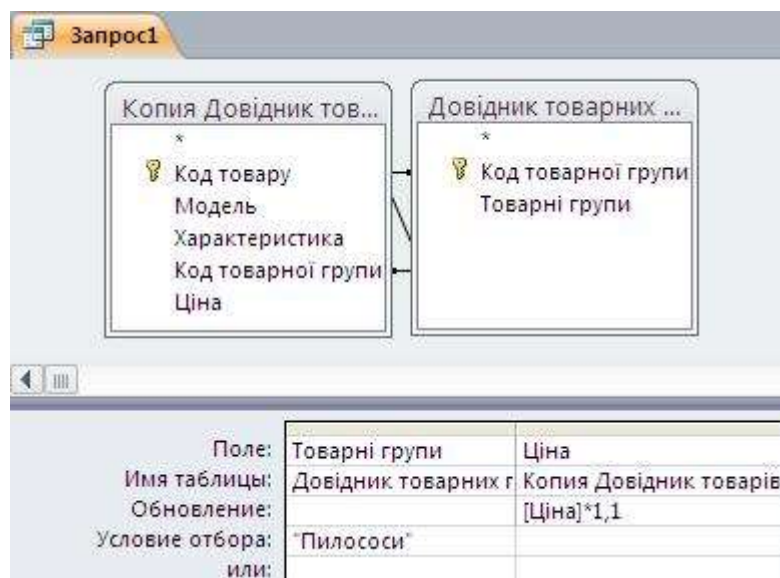 Запрос1
Копия Довідник тов...
*
Код товару
Модель
Характеристика
Код товарної групи
Ціна
Довідник товарних ...
*
Код товарної групи
Товарні групи
Поле: Товарні групи Ціна
Имя таблицы: Довідник товарних г Копия Довідник товарів
Обновление: [Ціна]*1,1
Условие отбора: "Пилососи"
или: